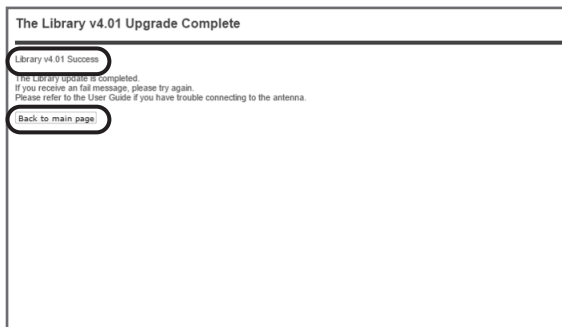 The Library v4.01 Upgrade Complete
Library v4.01 Success
The Library update is completed.
If you receive an fail message, please try again.
Please refer to the User Guide if you have trouble connecting to the antenna.
Back to main page